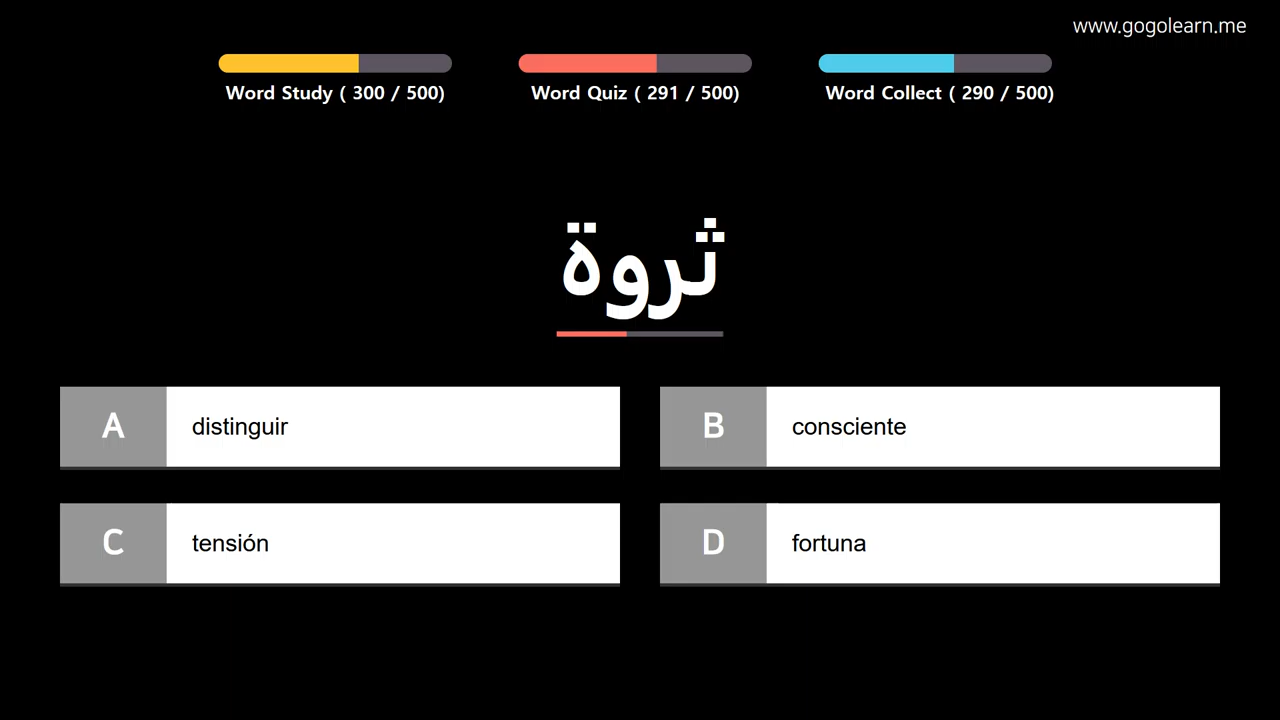 www.gogolearn.me
Word Study ( 300 / 500)
Word Quiz ( 291 / 500)
Word Collect ( 290 / 500)
ثروة
A
distinguir
B
consciente
C
tensión
D
fortuna